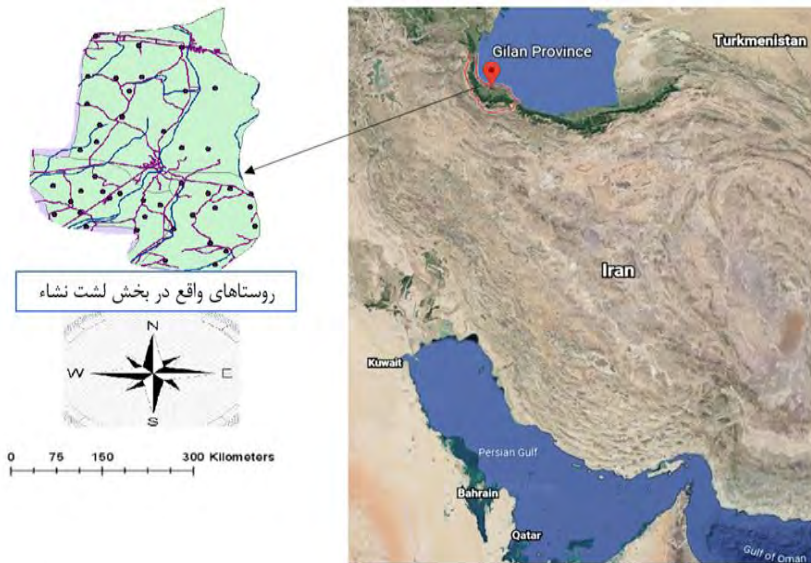 Gilan Province
Turkmenistan
Iran
روستاهای واقع در بخش لشت نشاء
N
W
E
S
Kuwait
0 75 150 300 Kilometers
Persian Gulf
Bahrain
Qatar
Gulf of Oman